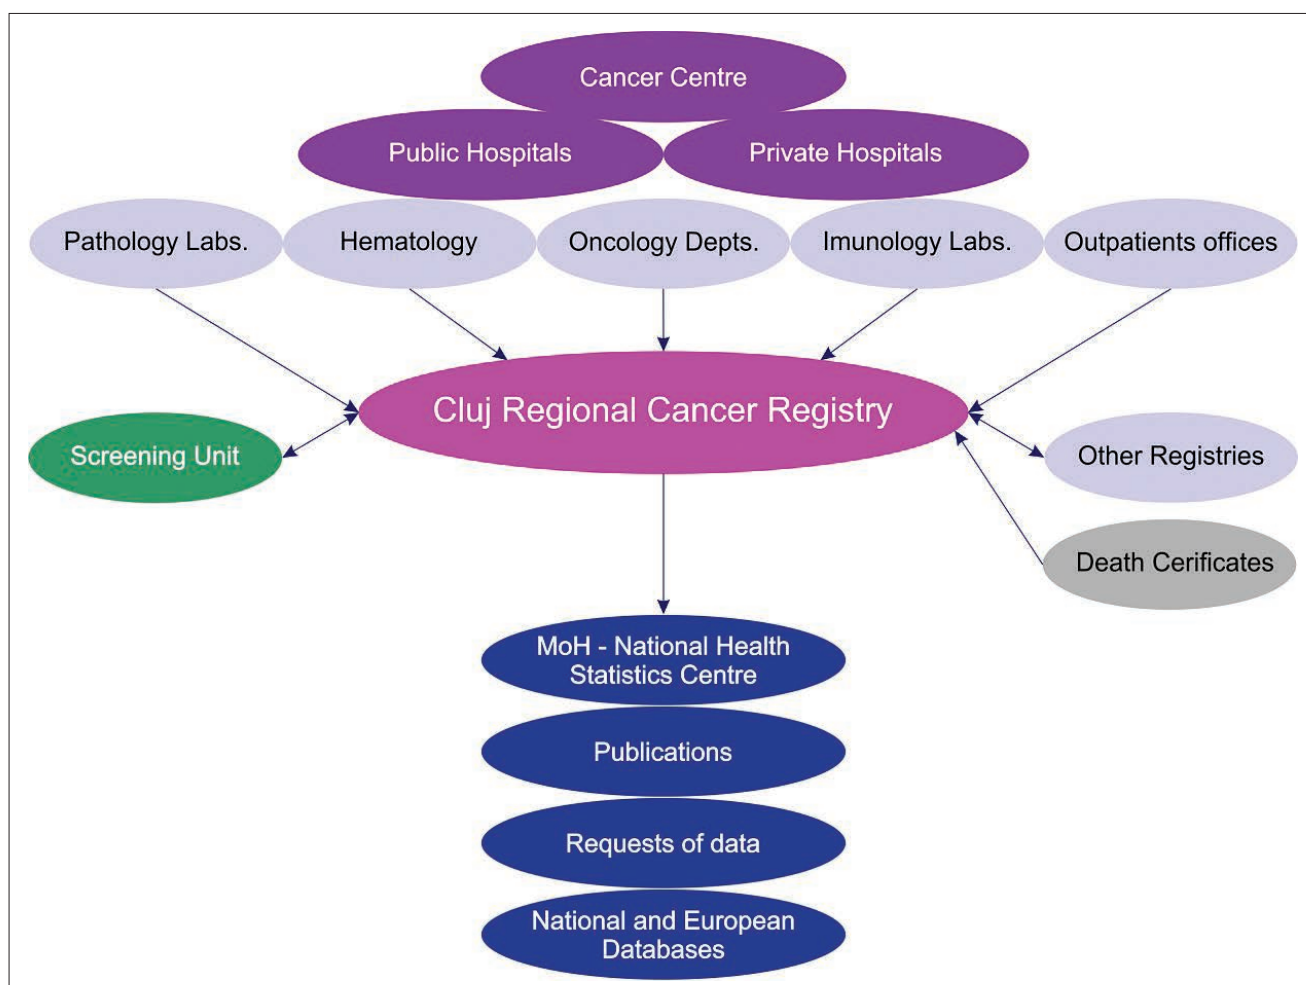 Cancer Centre
Public Hospitals
Private Hospitals
Pathology Labs.
Hematology
Oncology Depts.
Imunology Labs.
Outpatients offices
Cluj Regional Cancer Registry
Screening Unit
Other Registries
Death Cerificates
MoH - National Health
Statistics Centre
Publications
Requests of data
National and European
Databases